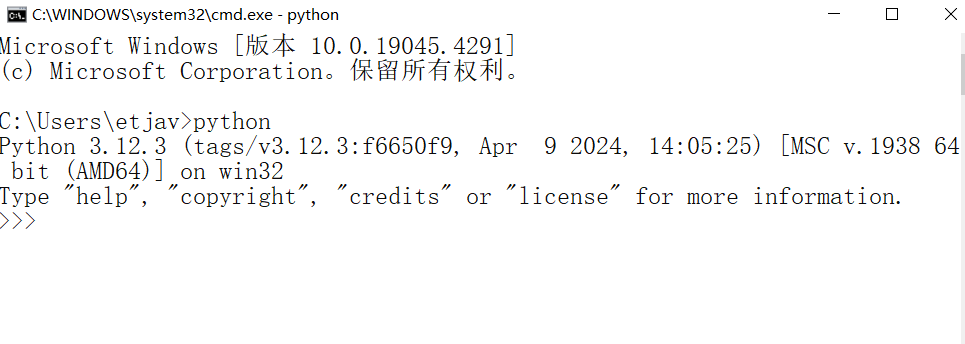 C:\WINDOWS\system32\cmd.exe - python
Microsoft Windows [版本 10.0.19045.4291]
(c) Microsoft Corporation。保留所有权利。
C:\Users\etjav>python
Python 3.12.3 (tags/v3.12.3:f6650f9, Apr  9 2024, 14:05:25) [MSC v.1938 64
 bit (AMD64)] on win32
Type "help", "copyright", "credits" or "license" for more information.
>>>